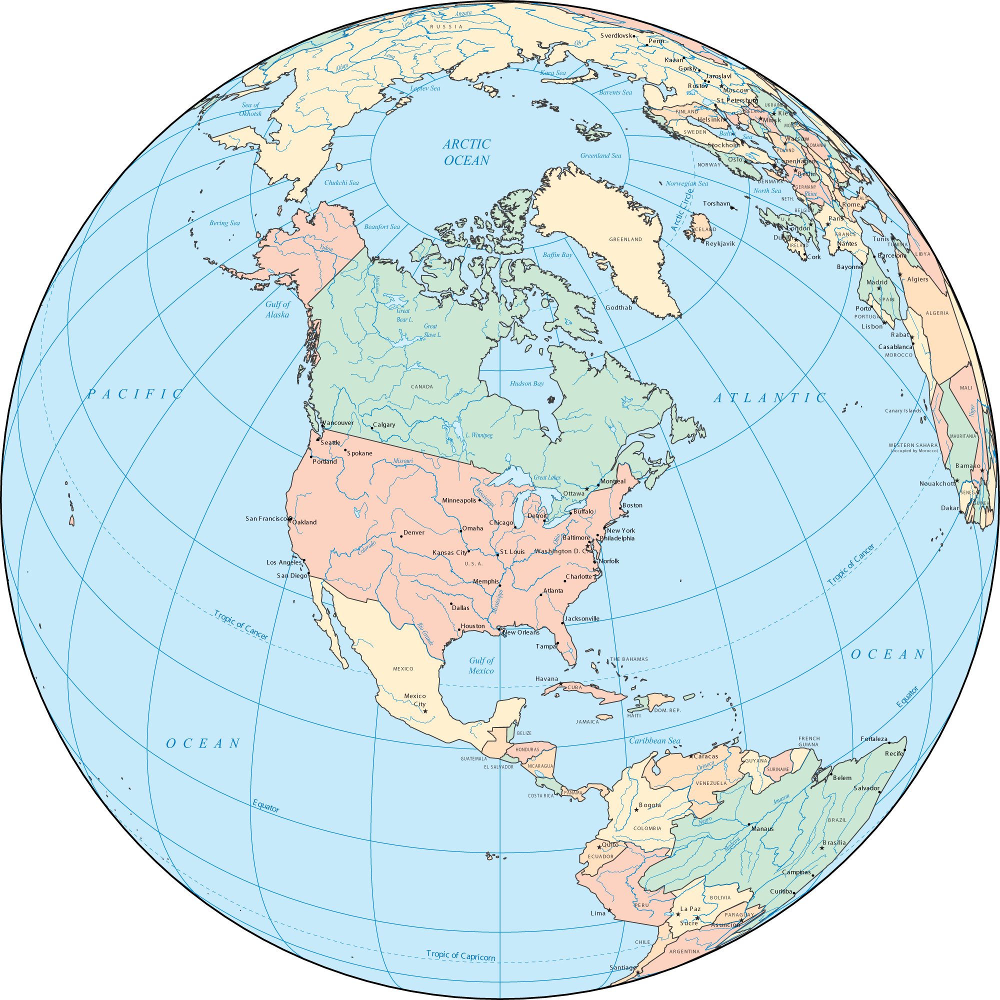 Angara
Lena
RUSSIA
Ob'
Sverdlovsk
Perm
Lena
Aldan
Kazan
Gorkiy
Kara Sea
Jaroslavl
Rostov
Moscow
Laptev Sea
Barents Sea
St. Petersburg
Sea of
Okhotsk
UKRAINE
FINLAND
BELARUS
Kiev
Helsinki
Minsk
SWEDEN
Baltic
Sea
Warsaw
Stockholm
POLAND
ROMANIA
ARCTIC
OCEAN
Greenland Sea
Oslo
Copenhagen
NORWAY
Berlin
Chukchi Sea
Norwegian Sea
DENMARK
GERMANY
North Sea
Rhine
NETH.
ITALY
Arctic Circle
Torshavn
Rome
BELGIUM
Bering Sea
Beaufort Sea
U. K.
Paris
London
ICELAND
FRANCE
Dublin
GREENLAND
Reykjavik
IRELAND
Nantes
Tunis
TUNISIA
Yukon
Baffin Bay
Cork
Barcelona
LIBYA
Bayonne
Mackenzie
Algiers
Madrid
SPAIN
Gulf of
Alaska
Godthab
Porto
PORTUGAL
ALGERIA
Great
Bear L.
Lisbon
Great
Slave L.
Rabat
Casablanca
MOROCCO
CANADA
Hudson Bay
MALI
PACIFIC
ATLANTIC
Canary Islands
Niger
Vancouver
Calgary
L. Winnipeg
MAURITANIA
Seattle
WESTERN SAHARA
(occupied by Morocco)
Spokane
Portland
Missouri
Bamako
Great Lakes
Montreal
Nouakchott
Ottawa
Mississippi
SENEGAL
Minneapolis
GUINEA
Boston
Dakar
Buffalo
Detroit
San Francisco
Oakland
Chicago
Omaha
New York
Denver
Ohio
Baltimore
Philadelphia
Colorado
Kansas City
St. Louis
Washington D. C.
U. S. A.
Los Angeles
Norfolk
San Diego
Charlotte
Tropic of Cancer
Memphis
Atlanta
Mississippi
Dallas
Tropic of Cancer
Jacksonville
Houston
New Orleans
Rio Grande
Tampa
OCEAN
Gulf of
Mexico
THE BAHAMAS
MEXICO
Havana
CUBA
Equator
Mexico
City
DOM. REP.
HAITI
JAMAICA
BELIZE
Caribbean Sea
FRENCH
GUIANA
Fortaleza
OCEAN
HONDURAS
Recife
GUATEMALA
Caracas
GUYANA
EL SALVADOR
NICARAGUA
Orinoco
SURINAME
Belem
VENEZUELA
Salvador
COSTA RICA
PANAMA
Amazon
Equator
Bogota
Negro
BRAZIL
COLOMBIA
Manaus
Madeira
Quito
Brasilia
ECUADOR
Campinas
Curitiba
BOLIVIA
PERU
Lima
La Paz
PARAGUAY
Sucre
Asuncion
CHILE
ARGENTINA
Tropic of Capricorn
Santiago